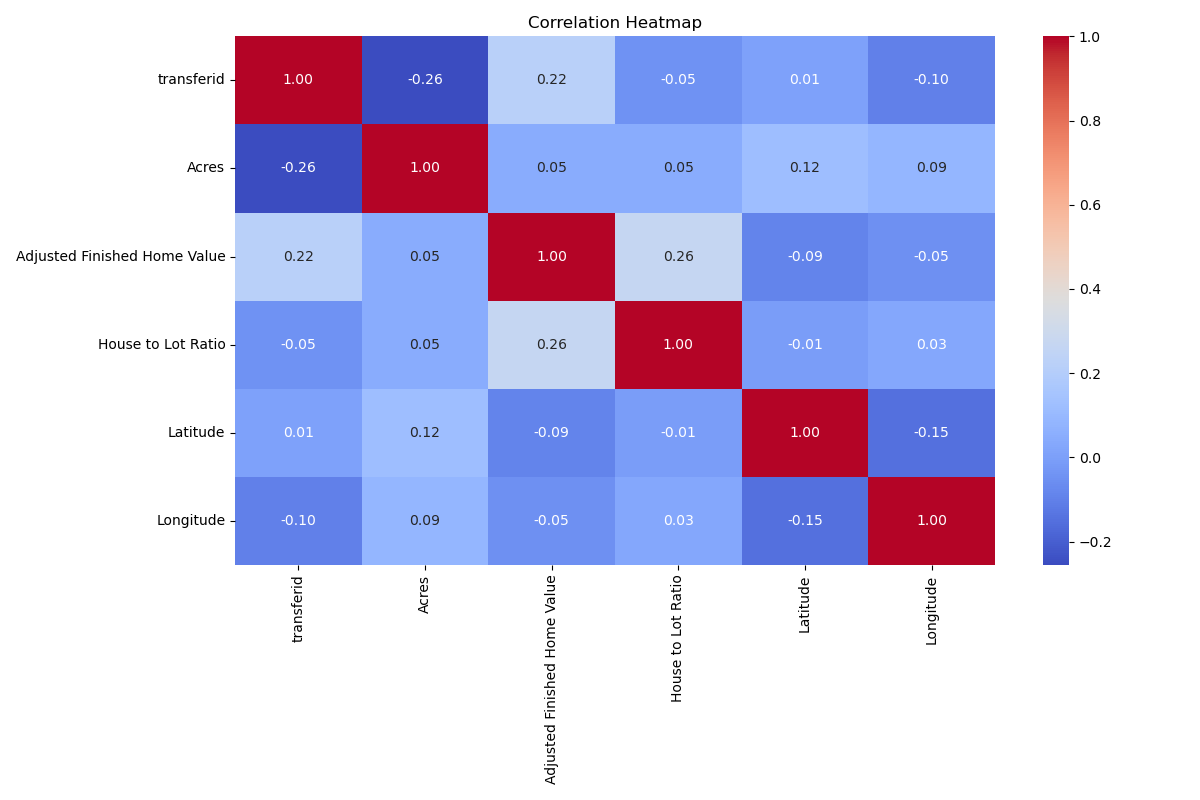 Correlation Heatmap
transferid 1.00 -0.26 0.22 -0.05 0.01 -0.10
Acres -0.26 1.00 0.05 0.05 0.12 0.09
Adjusted Finished Home Value 0.22 0.05 1.00 0.26 -0.09 -0.05
House to Lot Ratio -0.05 0.05 0.26 1.00 -0.01 0.03
Latitude 0.01 0.12 -0.09 -0.01 1.00 -0.15
Longitude -0.10 0.09 -0.05 0.03 -0.15 1.00
transferid
Acres
Adjusted Finished Home Value
House to Lot Ratio
Latitude
Longitude
1.0
0.8
0.6
0.4
0.2
0.0
−0.2